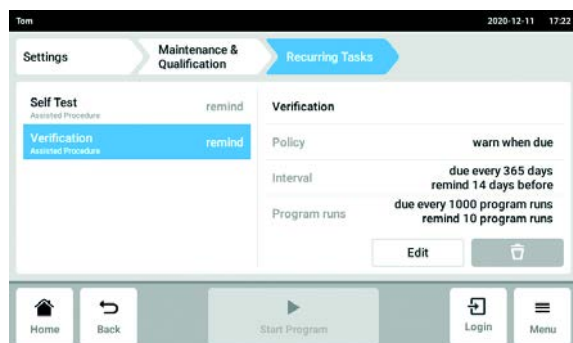 Tom
2020-12-11 17:22
Settings
Maintenance &
Qualification
Recurring Tasks
Self Test
Assisted Procedure
remind
Verification
Assisted Procedure
remind
Verification
Policy
warn when due
Interval
due every 365 days
remind 14 days before
Program runs
due every 1000 program runs
remind 10 program runs
Edit
Home
Back
Start Program
Login
Menu